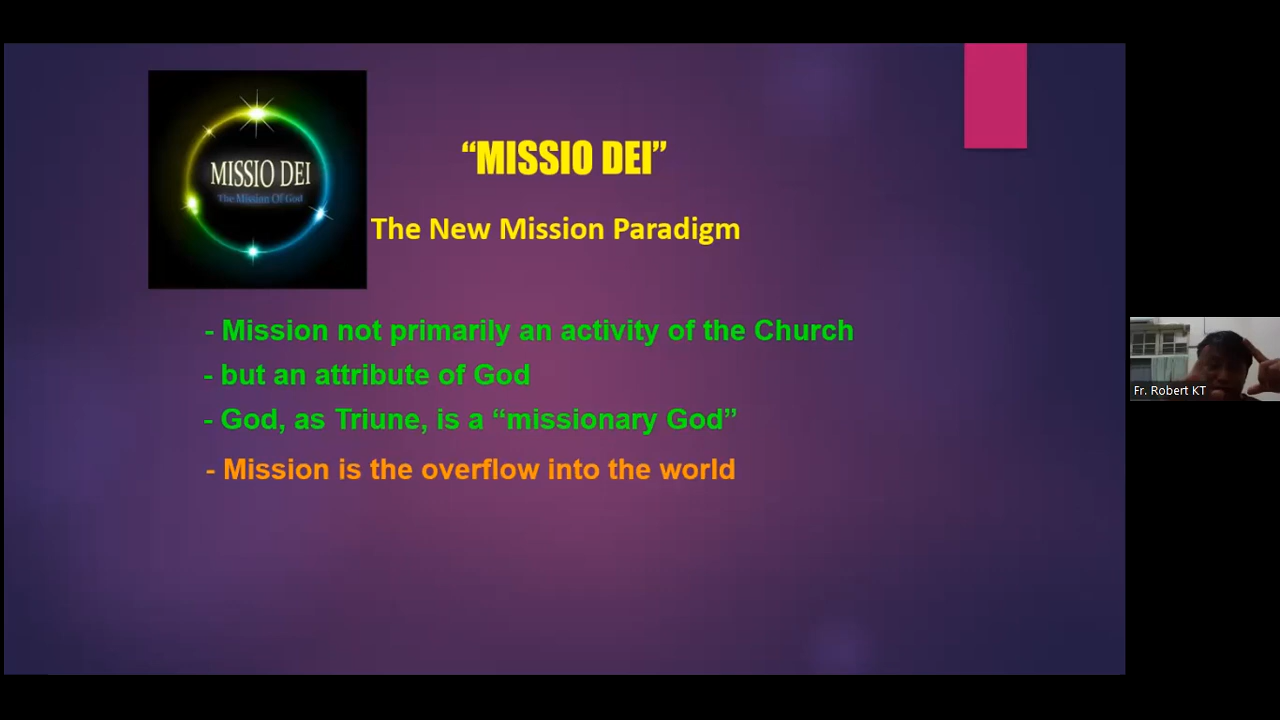 MISSIO DEI
The Mission Of God
“MISSIO DEI”
The New Mission Paradigm
- Mission not primarily an activity of the Church
- but an attribute of God
- God, as Triune, is a “missionary God”
- Mission is the overflow into the world
Fr. Robert KT